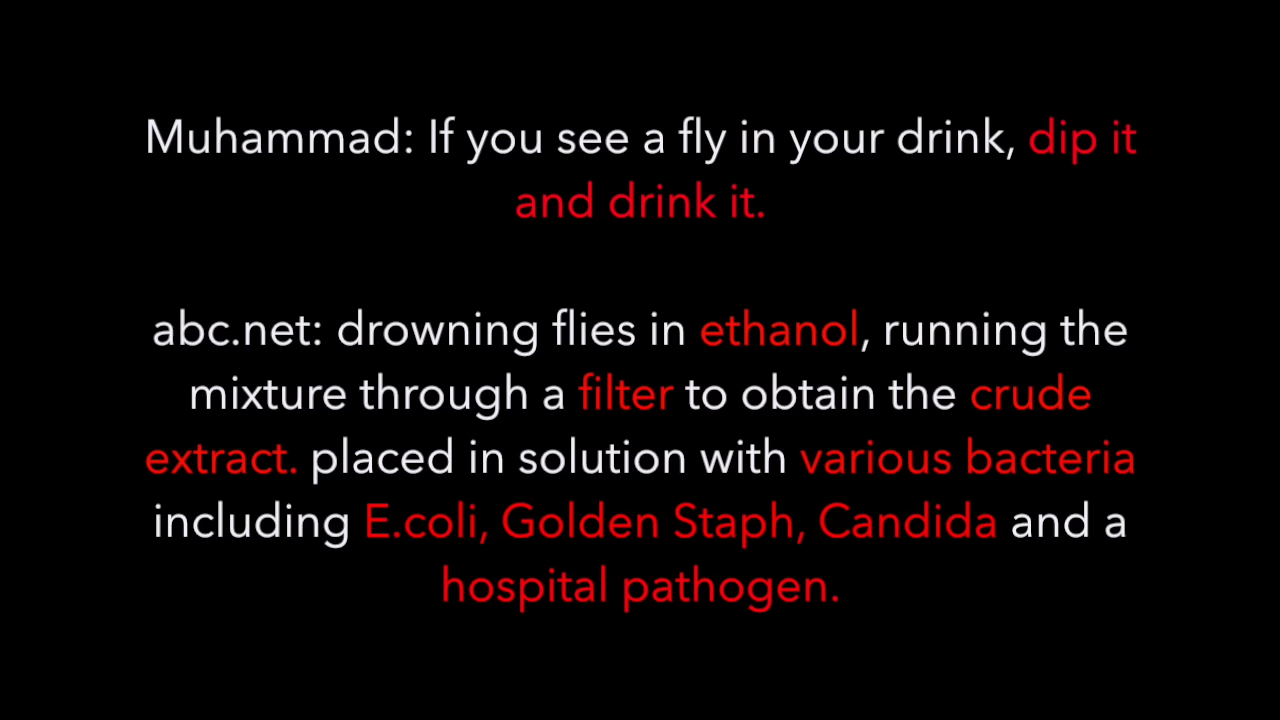 Muhammad: If you see a fly in your drink, dip it
and drink it.
abc.net: drowning flies in ethanol, running the
mixture through a filter to obtain the crude
extract. placed in solution with various bacteria
including E.coli, Golden Staph, Candida and a
hospital pathogen.